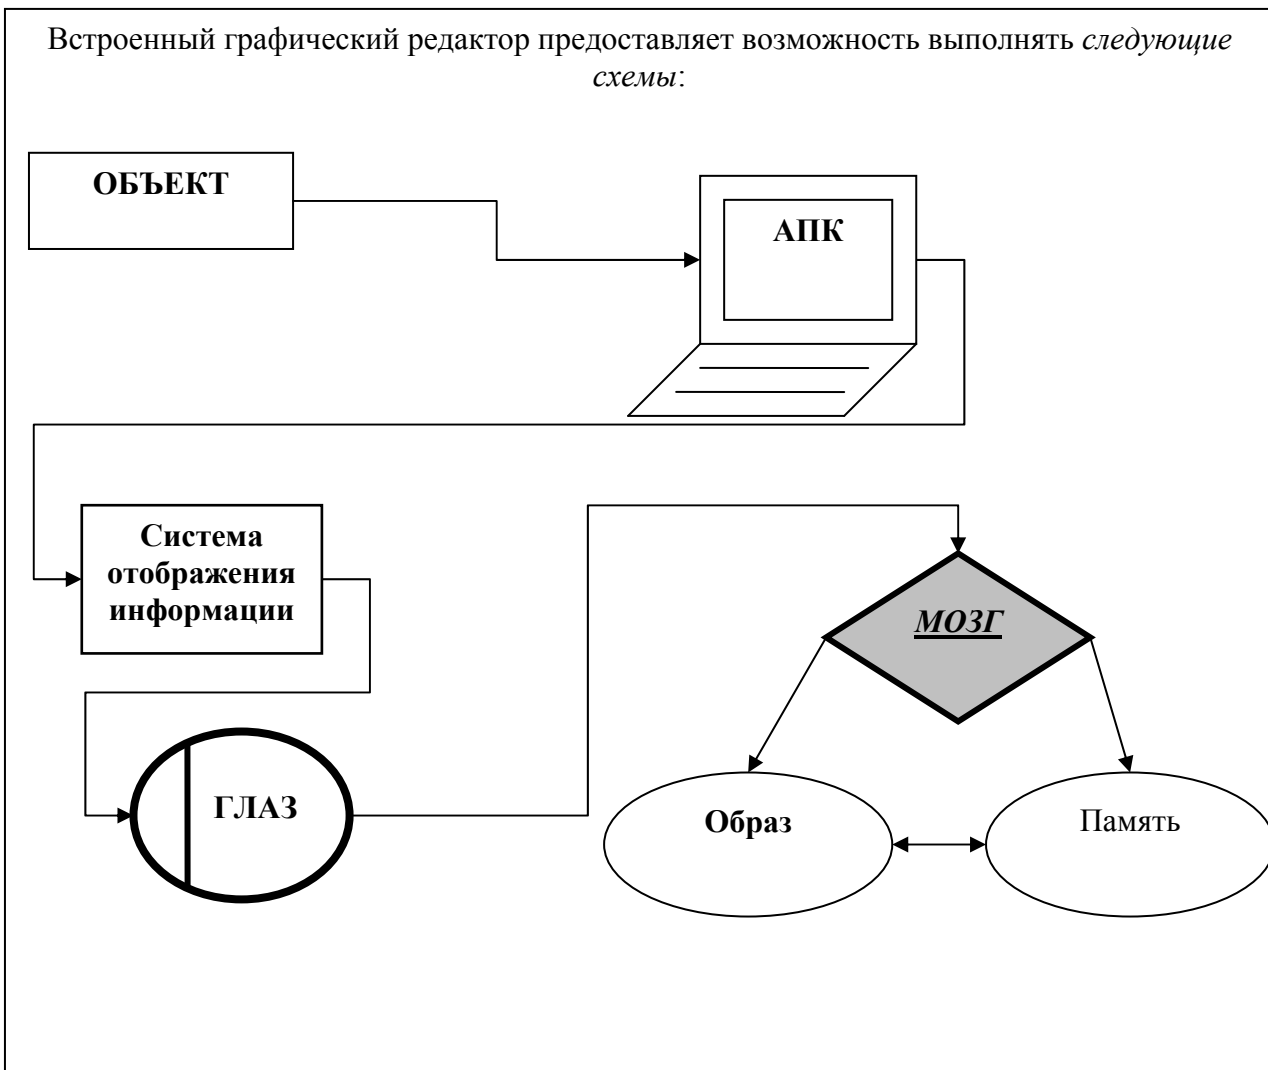 Встроенный графический редактор предоставляет возможность выполнять следующие
схемы:
ОБЪЕКТ
АПК
Система
отображения
информации
МОЗГ
ГЛАЗ
Образ
Память